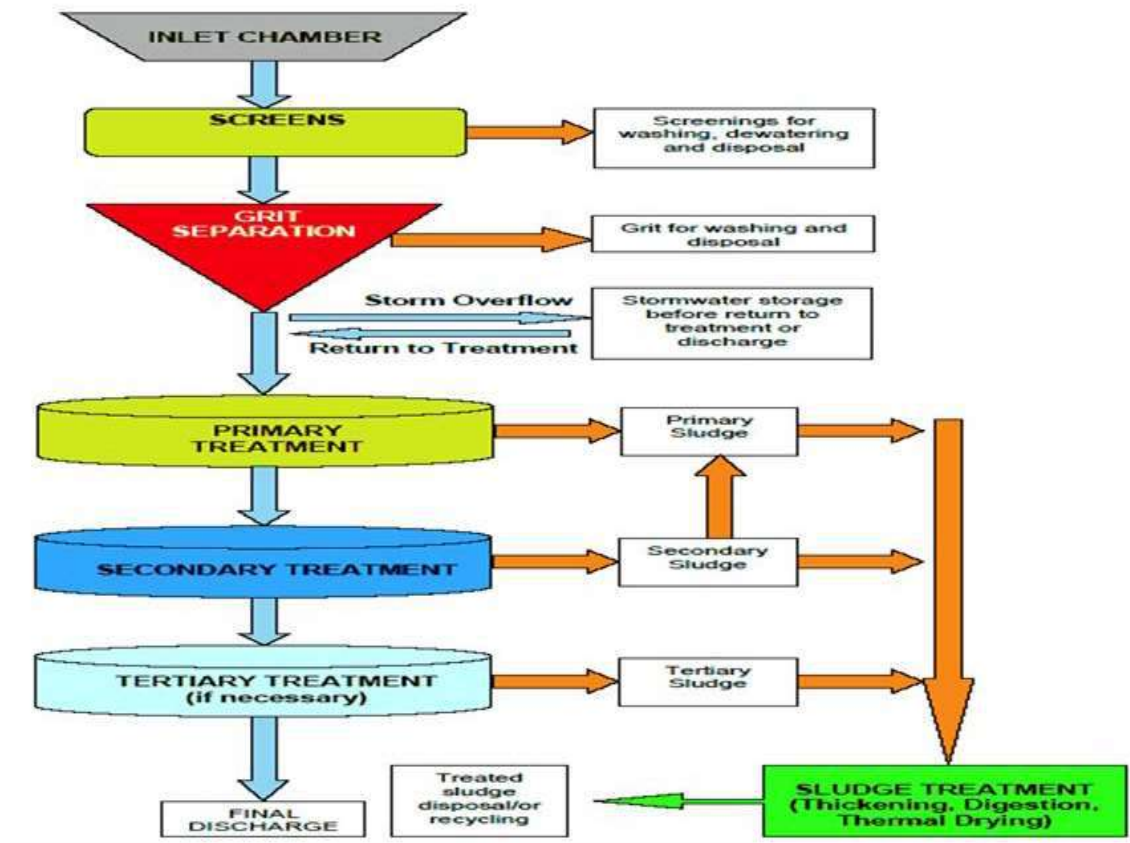 INLET CHAMBER
SCREENS
Screenings for
washing, dewatering
and disposal
GRIT
SEPARATION
Grit for washing and
disposal
Storm Overflow
Return to Treatment
Stormwater storage
before return to
treatment or
discharge
PRIMARY
TREATMENT
Primary
Sludge
SECONDARY TREATMENT
Secondary
Sludge
TERTIARY TREATMENT
(if necessary)
Tertiary
Sludge
FINAL
DISCHARGE
Treated
sludge
disposal/or
recycling
SLUDGE TREATMENT
(Thickening, Digestion,
Thermal Drying)